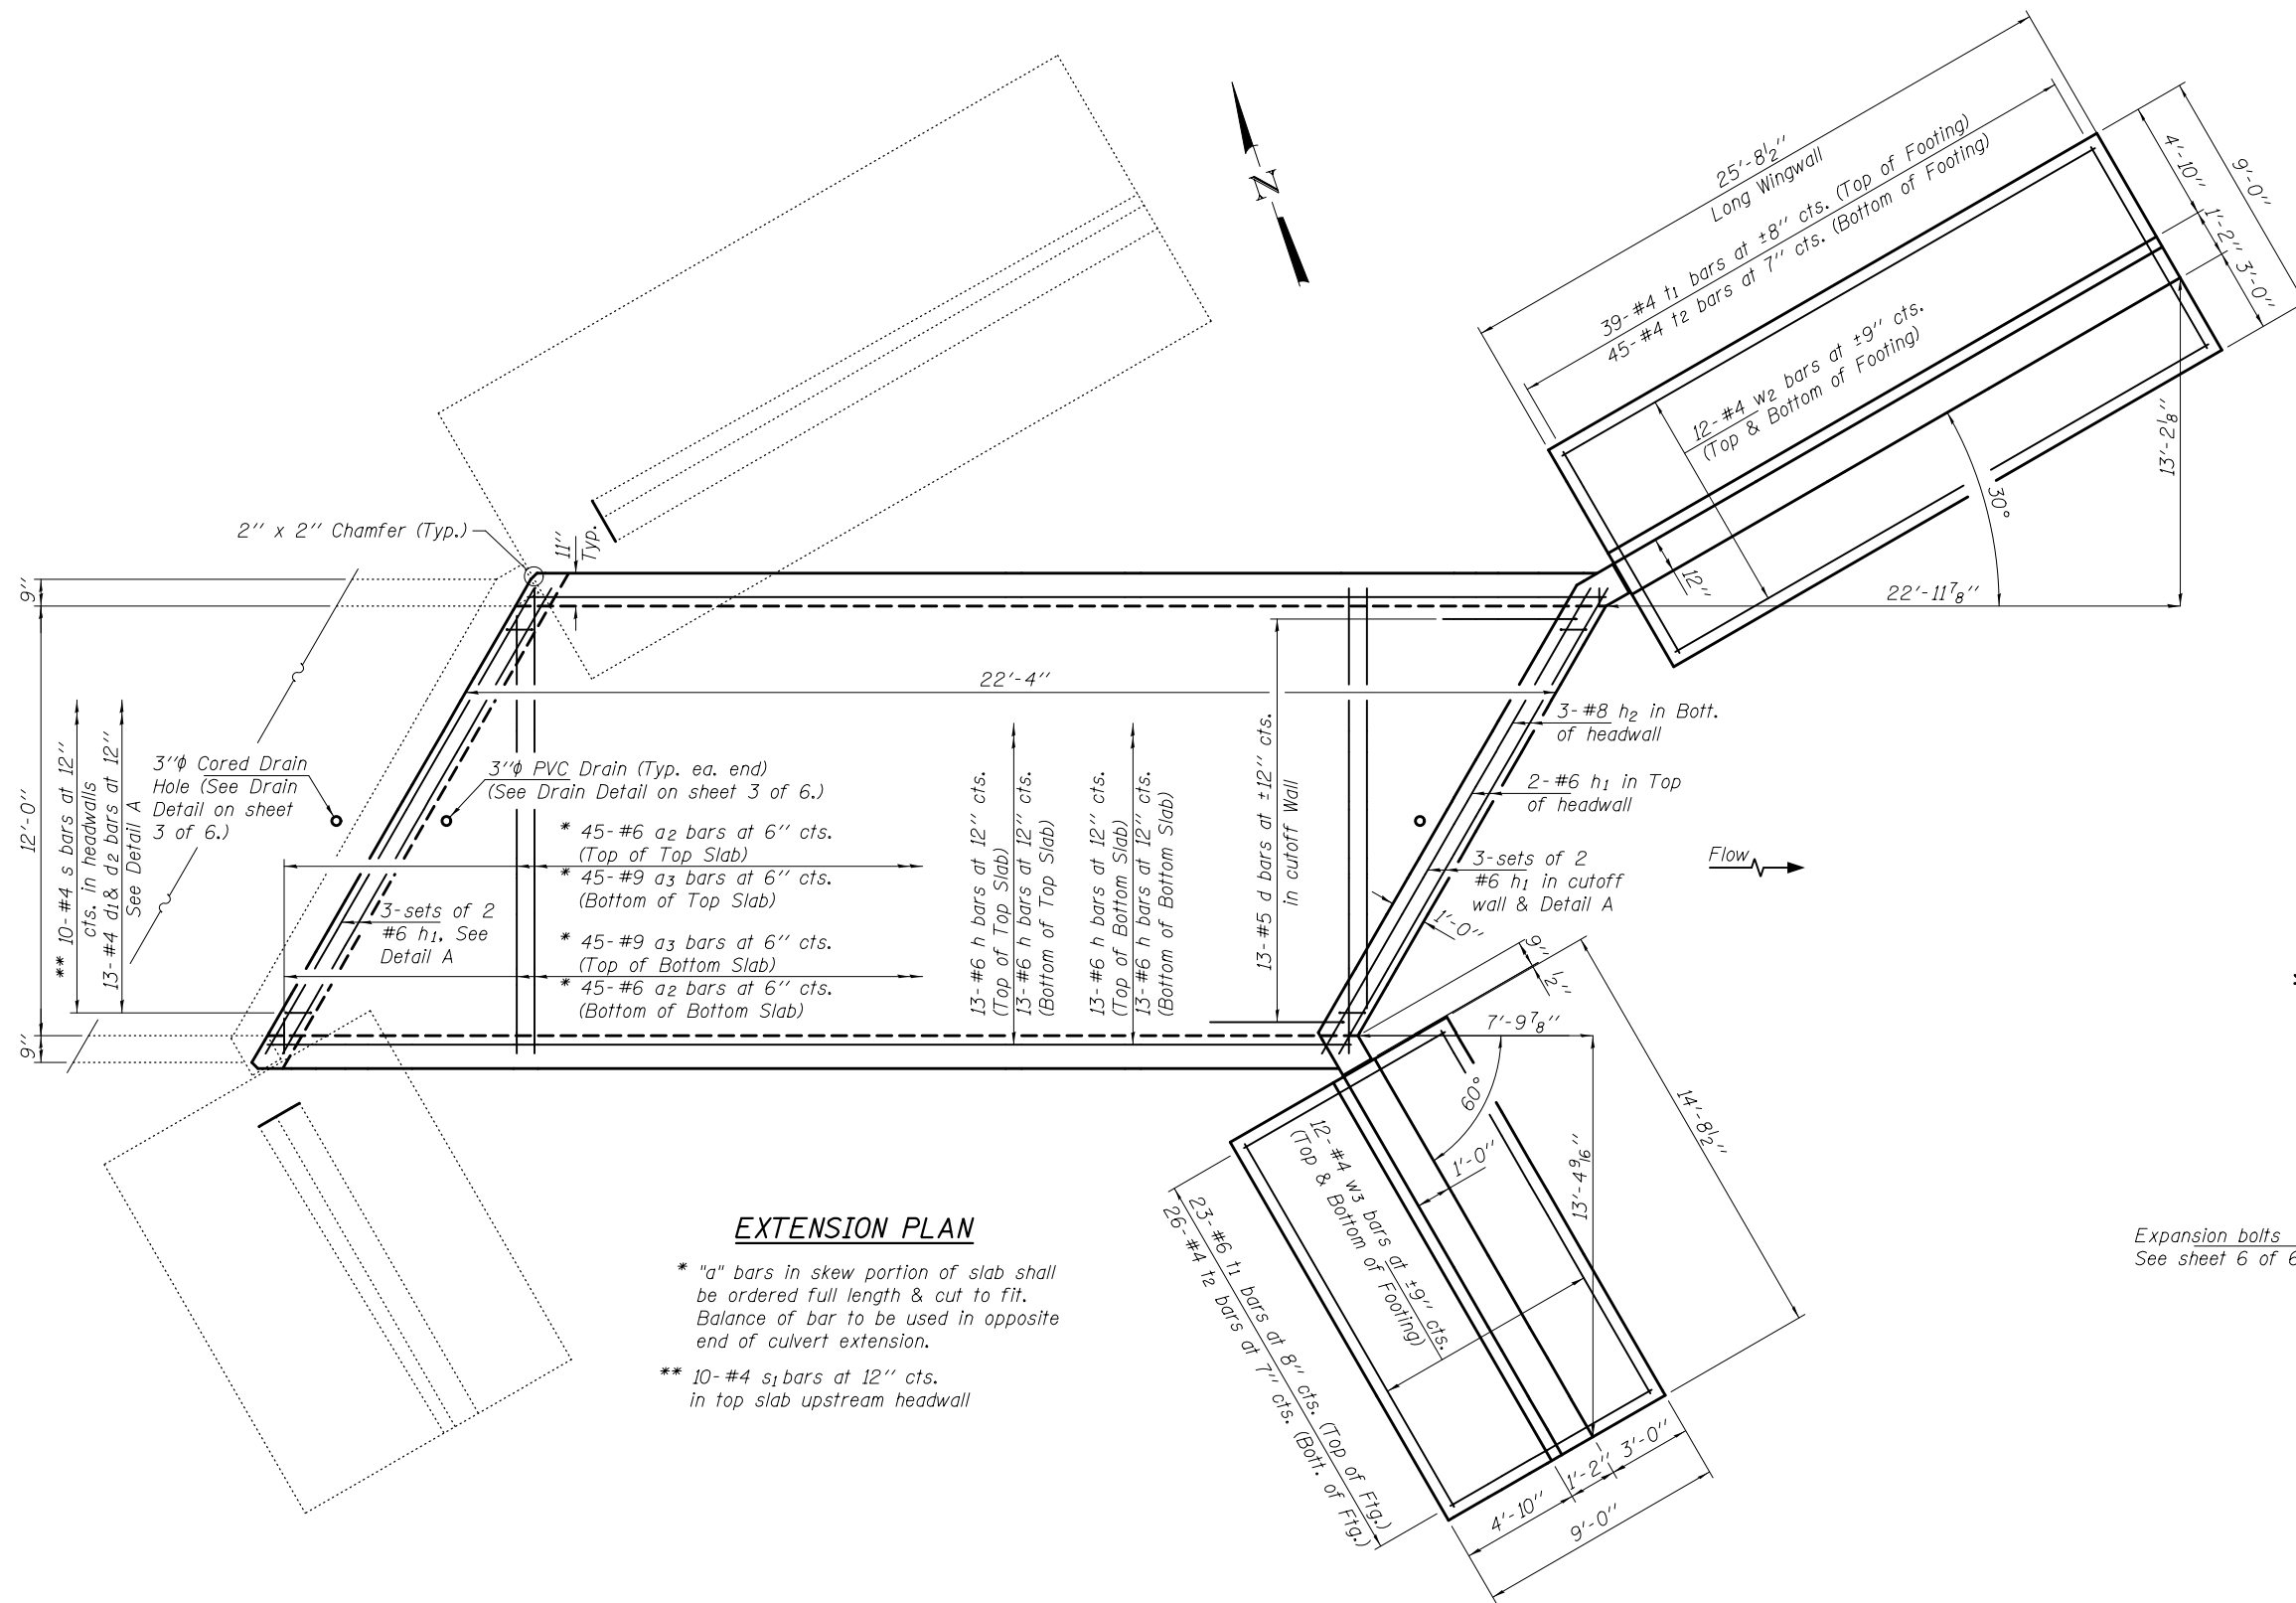 25'-8½"
Long Wingwall
39-#4 t1 bars at ±8" cts. (Top of Footing)
45-#4 t2 bars at 7" cts. (Bottom of Footing)
4'-10"
9'-0"
1'-2"
3'-0"
N
12-#4 w2 bars at ±9" cts.
(Top & Bottom of Footing)
13'-2⅛"
30°
12"
22'-11⅞"
2" x 2" Chamfer (Typ.)
11"
Typ.
9"
12'-0"
9"
22'-4"
** 10-#4 s bars at 12"
cts. in headwalls
13-#4 d1 & d2 bars at 12"
See Detail A
3"φ Cored Drain
Hole (See Drain
Detail on sheet
3 of 6.)
3"φ PVC Drain (Typ. ea. end)
(See Drain Detail on sheet 3 of 6.)
* 45-#6 a2 bars at 6" cts.
(Top of Top Slab)
* 45-#9 a3 bars at 6" cts.
(Bottom of Top Slab)
* 45-#9 a3 bars at 6" cts.
(Top of Bottom Slab)
* 45-#6 a2 bars at 6" cts.
(Bottom of Bottom Slab)
3-sets of 2
#6 h1, See
Detail A
13-#6 h bars at 12" cts.
(Top of Top Slab)
13-#6 h bars at 12" cts.
(Bottom of Top Slab)
13-#6 h bars at 12" cts.
(Top of Bottom Slab)
13-#6 h bars at 12" cts.
(Bottom of Bottom Slab)
13-#5 d bars at ±12" cts.
in cutoff Wall
3-#8 h2 in Bott.
of headwall
2-#6 h1 in Top
of headwall
3-sets of 2
#6 h1 in cutoff
wall & Detail A
Flow
1'-0"
9"
½"
7'-9⅞"
60°
14'-8½"
13'-4 9/16"
1'-0"
12-#4 w3 bars at ±9" cts.
(Top & Bottom of Footing)
23-#6 t1 bars at 8" cts. (Top of Ftg.)
26-#4 t2 bars at 7" cts. (Bott. of Ftg.)
3'-0"
1'-2"
4'-10"
9'-0"
EXTENSION PLAN
* "a" bars in skew portion of slab shall
be ordered full length & cut to fit.
Balance of bar to be used in opposite
end of culvert extension.
** 10-#4 s1 bars at 12" cts.
in top slab upstream headwall
Expansion bolts
See sheet 6 of 6